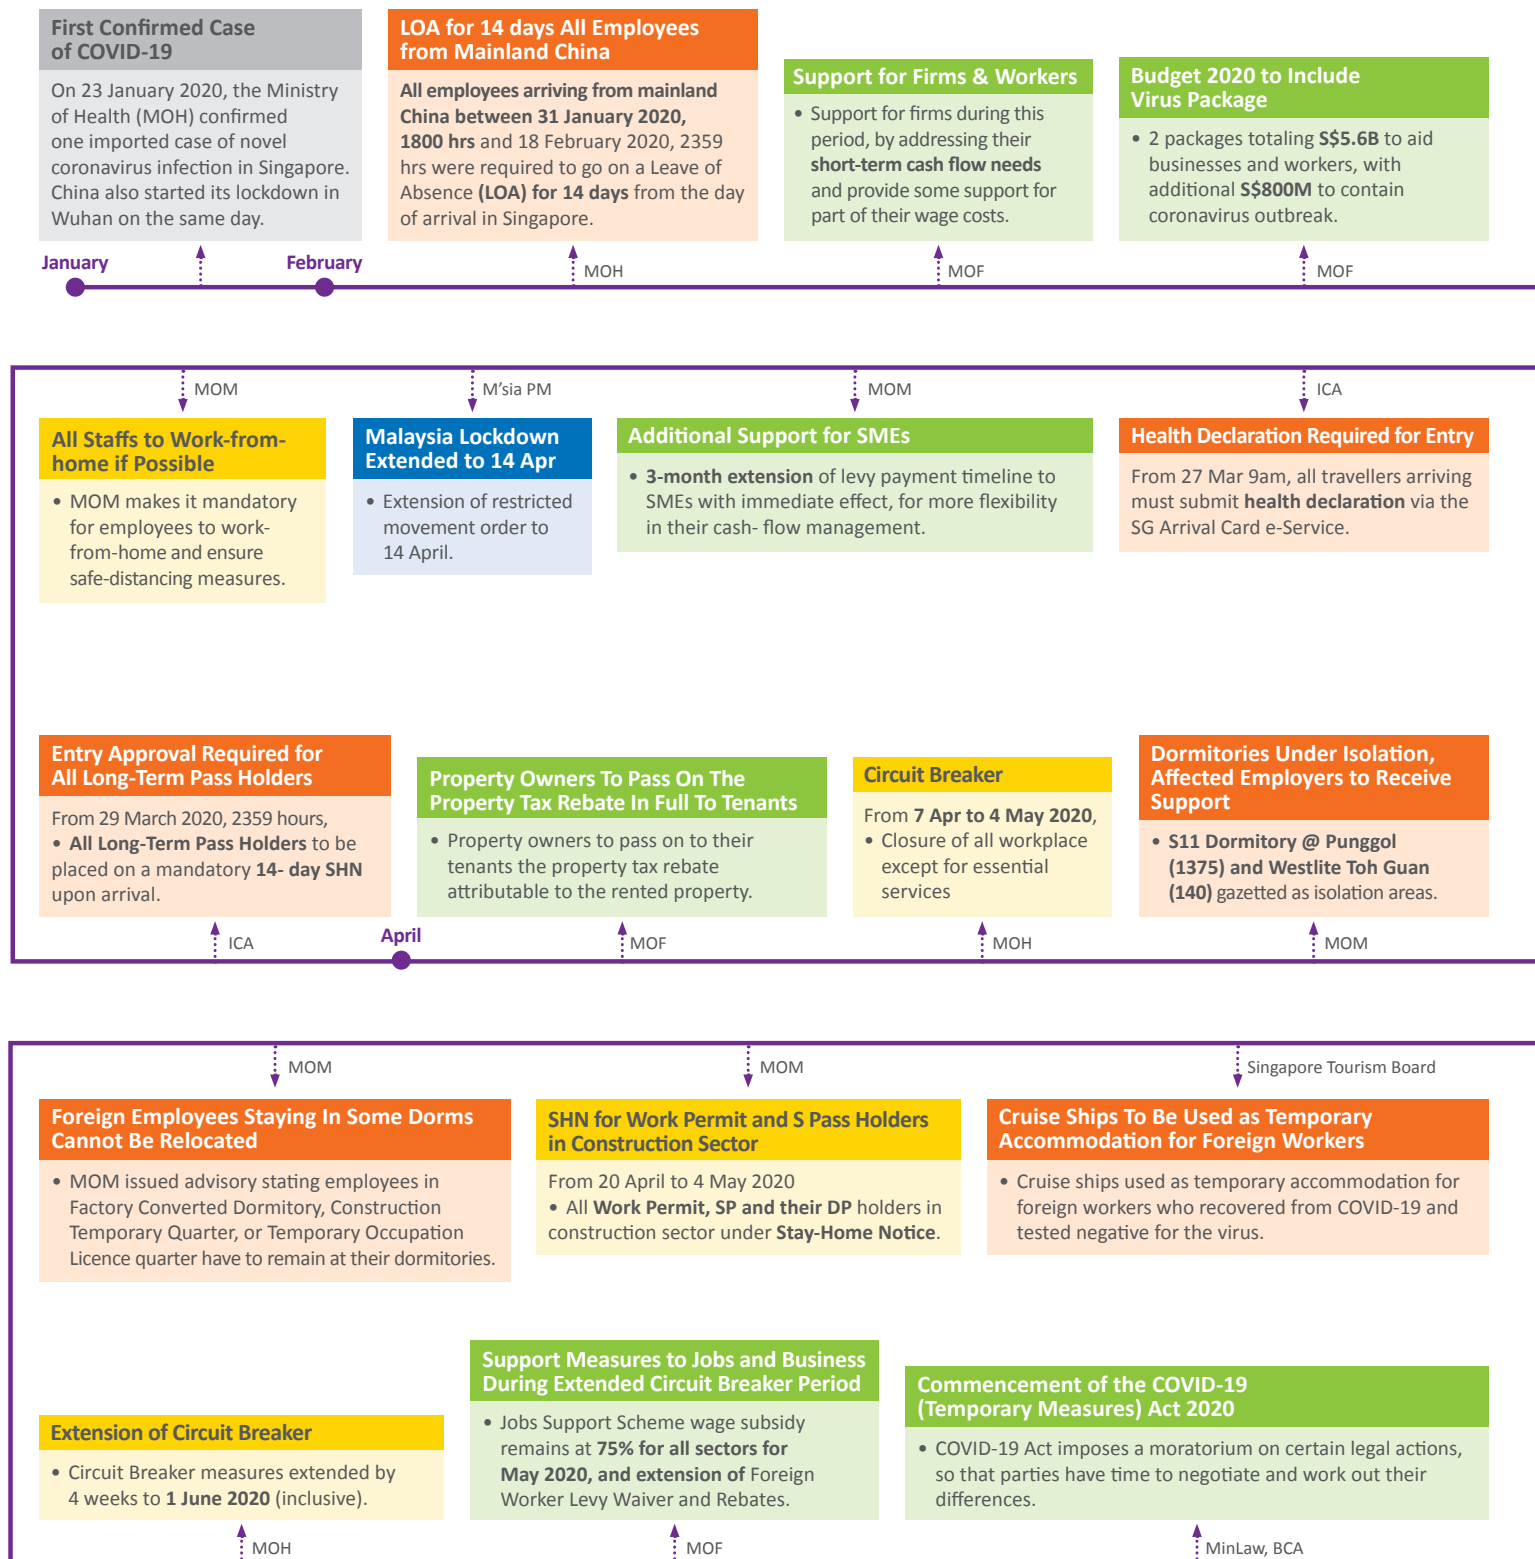 First Confirmed Case
of COVID-19
On 23 January 2020, the Ministry
of Health (MOH) confirmed
one imported case of novel
coronavirus infection in Singapore.
China also started its lockdown in
Wuhan on the same day.
LOA for 14 days All Employees
from Mainland China
All employees arriving from mainland
China between 31 January 2020,
1800 hrs and 18 February 2020, 2359
hrs were required to go on a Leave of
Absence (LOA) for 14 days from the day
of arrival in Singapore.
Support for Firms & Workers
• Support for firms during this
period, by addressing their
short-term cash flow needs
and provide some support for
part of their wage costs.
Budget 2020 to Include
Virus Package
• 2 packages totaling S$5.6B to aid
businesses and workers, with
additional S$800M to contain
coronavirus outbreak.
January
February
MOH
MOF
MOF
MOM
M'sia PM
MOM
ICA
All Staffs to Work-from-
home if Possible
• MOM makes it mandatory
for employees to work-
from-home and ensure
safe-distancing measures.
Malaysia Lockdown
Extended to 14 Apr
• Extension of restricted
movement order to
14 April.
Additional Support for SMEs
• 3-month extension of levy payment timeline to
SMEs with immediate effect, for more flexibility
in their cash- flow management.
Health Declaration Required for Entry
From 27 Mar 9am, all travellers arriving
must submit health declaration via the
SG Arrival Card e-Service.
Entry Approval Required for
All Long-Term Pass Holders
From 29 March 2020, 2359 hours,
• All Long-Term Pass Holders to be
placed on a mandatory 14- day SHN
upon arrival.
Property Owners To Pass On The
Property Tax Rebate In Full To Tenants
• Property owners to pass on to their
tenants the property tax rebate
attributable to the rented property.
Circuit Breaker
From 7 Apr to 4 May 2020,
• Closure of all workplace
except for essential
services
Dormitories Under Isolation,
Affected Employers to Receive
Support
• S11 Dormitory @ Punggol
(1375) and Westlite Toh Guan
(140) gazetted as isolation areas.
ICA
April
MOF
MOH
MOM
MOM
MOM
Singapore Tourism Board
Foreign Employees Staying In Some Dorms
Cannot Be Relocated
• MOM issued advisory stating employees in
Factory Converted Dormitory, Construction
Temporary Quarter, or Temporary Occupation
Licence quarter have to remain at their dormitories.
SHN for Work Permit and S Pass Holders
in Construction Sector
From 20 April to 4 May 2020
• All Work Permit, SP and their DP holders in
construction sector under Stay-Home Notice.
Cruise Ships To Be Used as Temporary
Accommodation for Foreign Workers
• Cruise ships used as temporary accommodation for
foreign workers who recovered from COVID-19 and
tested negative for the virus.
Extension of Circuit Breaker
• Circuit Breaker measures extended by
4 weeks to 1 June 2020 (inclusive).
Support Measures to Jobs and Business
During Extended Circuit Breaker Period
• Jobs Support Scheme wage subsidy
remains at 75% for all sectors for
May 2020, and extension of Foreign
Worker Levy Waiver and Rebates.
Commencement of the COVID-19
(Temporary Measures) Act 2020
• COVID-19 Act imposes a moratorium on certain legal actions,
so that parties have time to negotiate and work out their
differences.
MOH
MOF
MinLaw, BCA